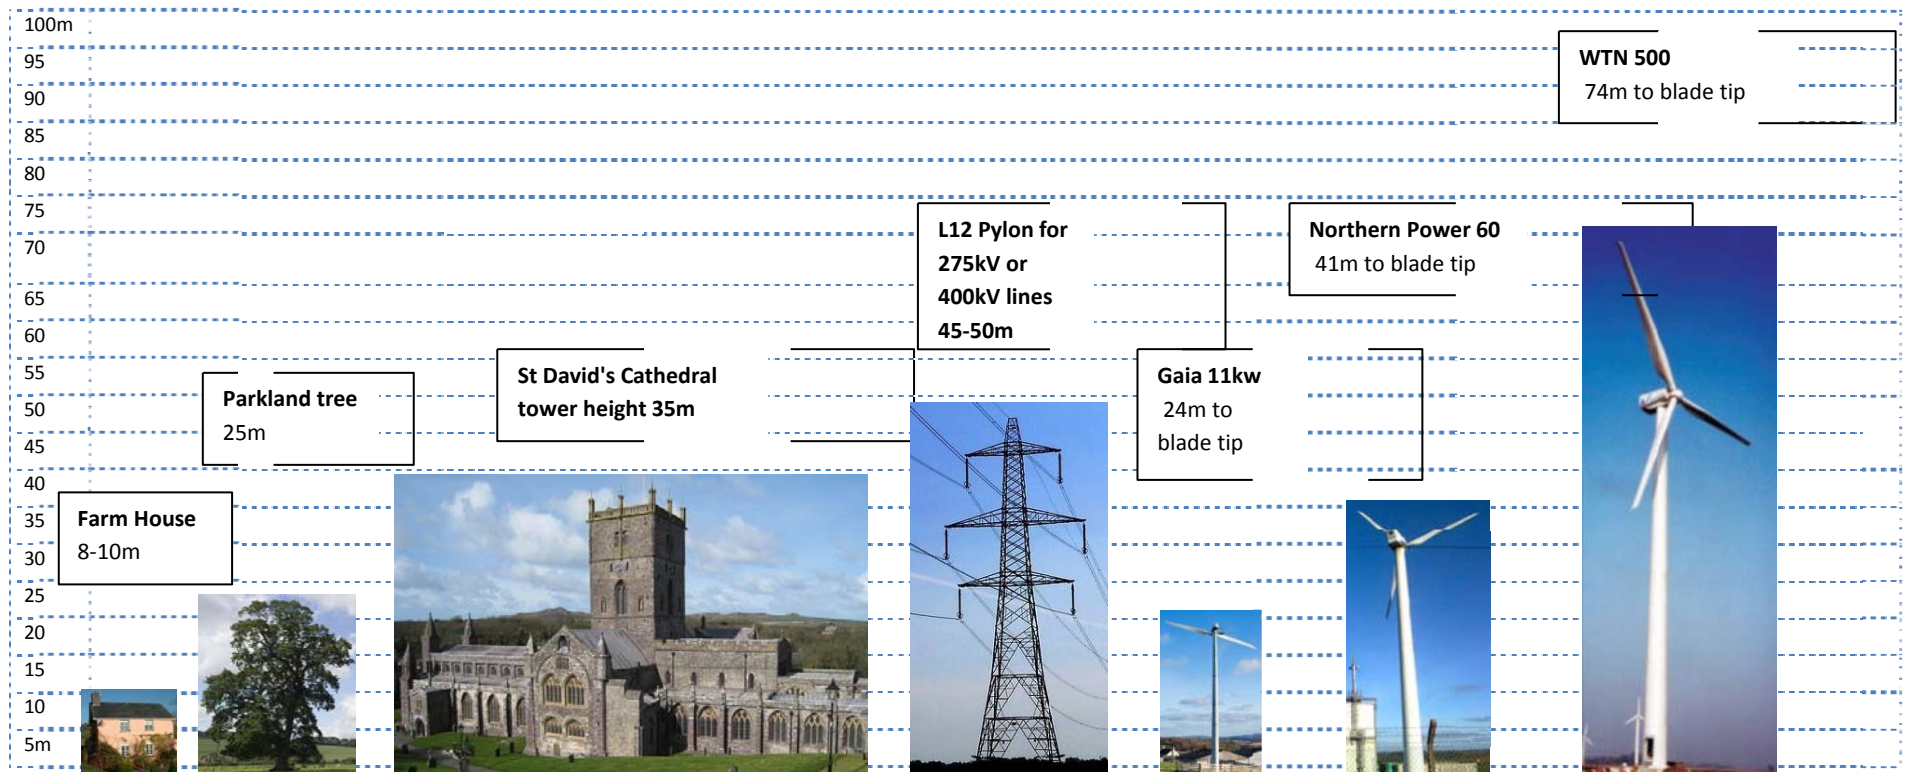 100m
95
90
85
80
75
70
65
60
55
50
45
40
35
30
25
20
15
10
5m
Farm House
8-10m
Parkland tree
25m
St David's Cathedral
tower height 35m
L12 Pylon for
275kV or
400kV lines
45-50m
Gaia 11kw
24m to
blade tip
Northern Power 60
41m to blade tip
WTN 500
74m to blade tip